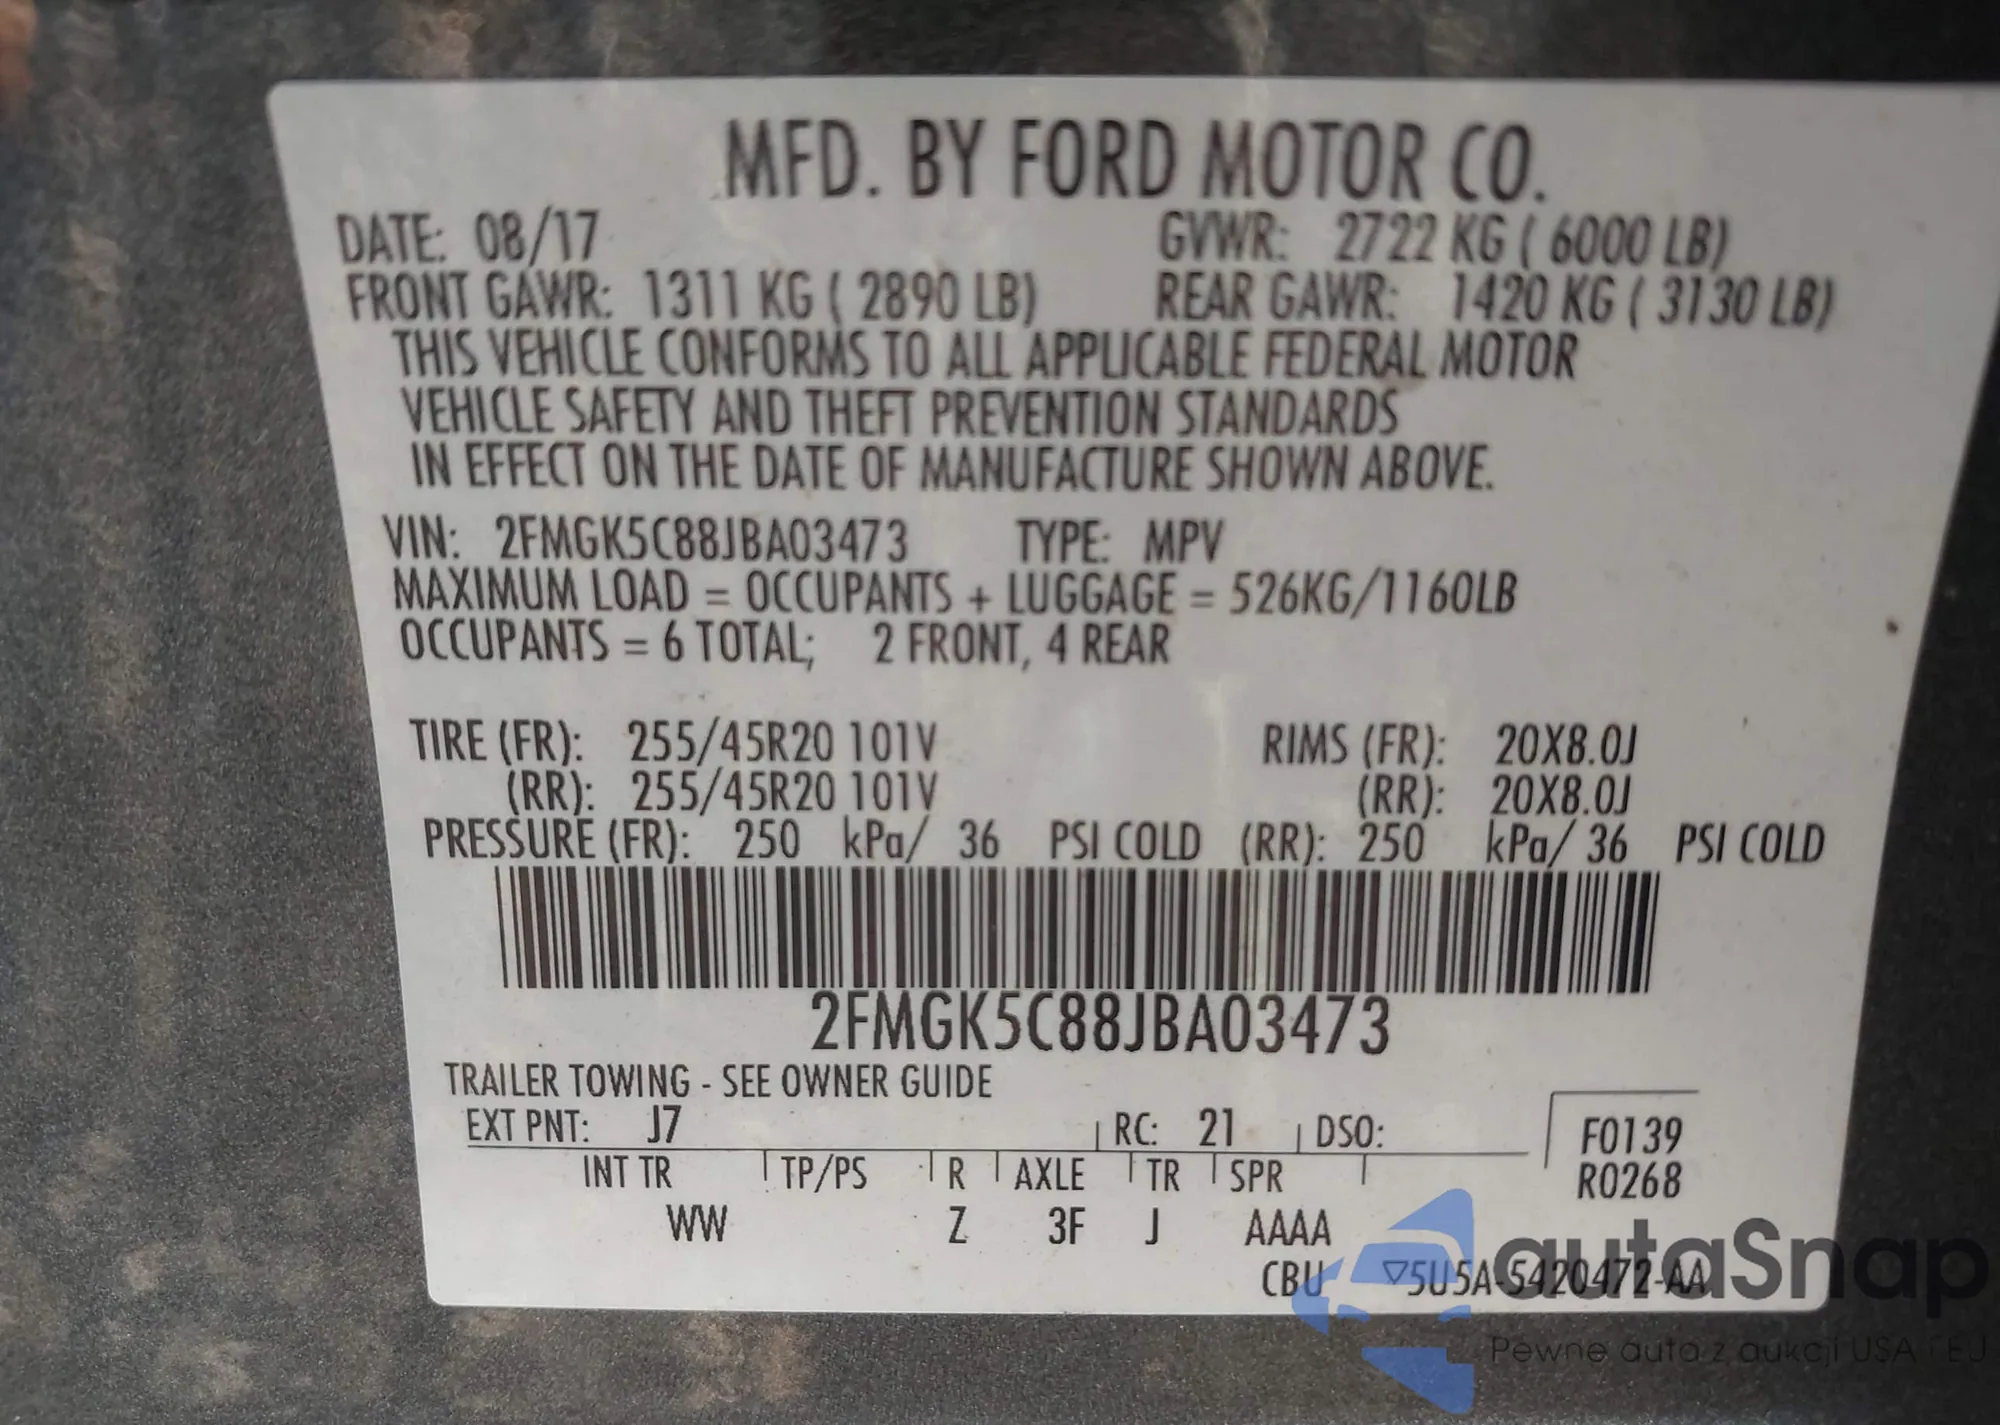 MFD. BY FORD MOTOR CO.
DATE: 08/17 GVWR: 2722 KG ( 6000 LB)
FRONT GAWR: 1311 KG ( 2890 LB) REAR GAWR: 1420 KG ( 3130 LB)
THIS VEHICLE CONFORMS TO ALL APPLICABLE FEDERAL MOTOR
VEHICLE SAFETY AND THEFT PREVENTION STANDARDS
IN EFFECT ON THE DATE OF MANUFACTURE SHOWN ABOVE.
VIN: 2FMGK5C88JBA03473 TYPE: MPV
MAXIMUM LOAD = OCCUPANTS + LUGGAGE = 526KG/1160LB
OCCUPANTS = 6 TOTAL; 2 FRONT, 4 REAR
TIRE (FR): 255/45R20 101V RIMS (FR): 20X8.0J
(RR): 255/45R20 101V (RR): 20X8.0J
PRESSURE (FR): 250 kPa/ 36 PSI COLD (RR): 250 kPa/ 36 PSI COLD
2FMGK5C88JBA03473
TRAILER TOWING - SEE OWNER GUIDE
EXT PNT: J7 RC: 21 DSO: F0139
INT TR TP/PS R AXLE TR SPR R0268
WW Z 3F J AAAA
CBU ▽5U5A-5420472-AA
autaSnap
Pewne auta z aukcji USA i EU